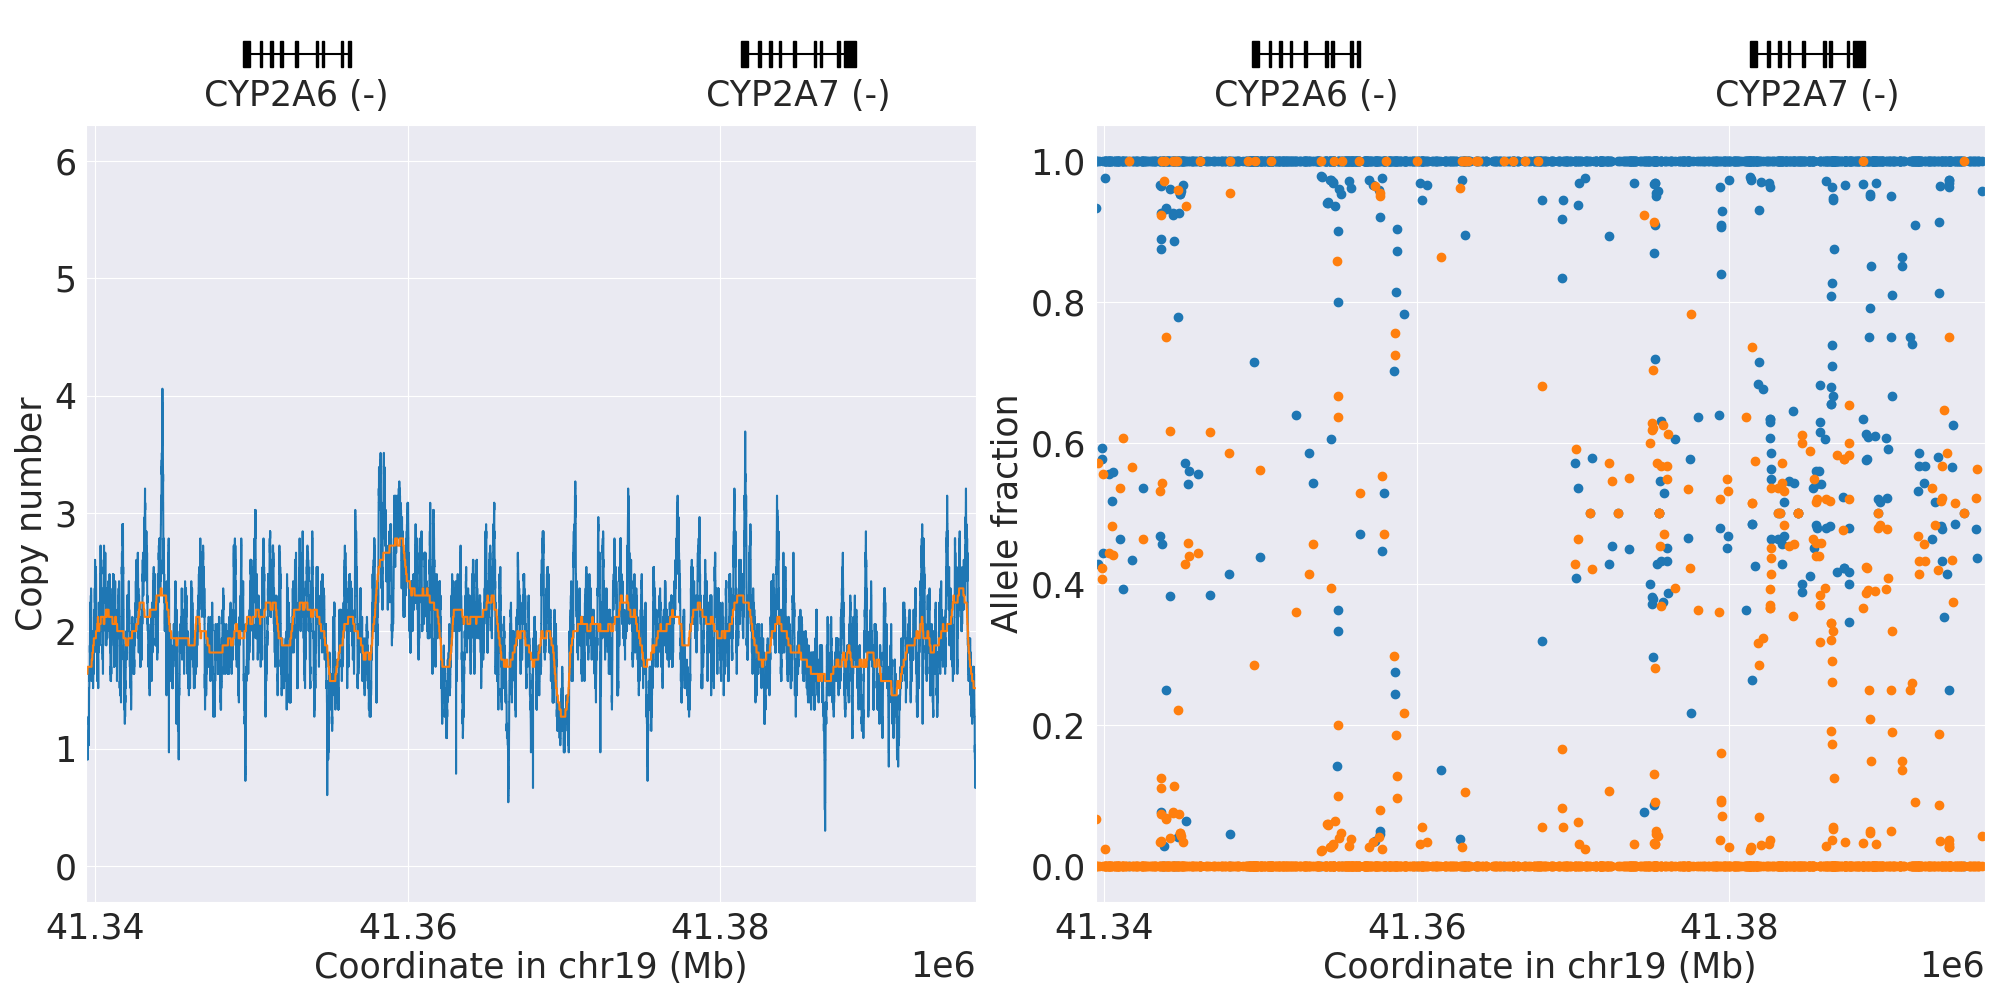 CYP2A6 (-)
CYP2A7 (-)
6
5
4
3
2
1
0
Copy number
41.34
41.36
41.38
Coordinate in chr19 (Mb)
1e6
CYP2A6 (-)
CYP2A7 (-)
1.0
0.8
0.6
0.4
0.2
0.0
Allele fraction
41.34
41.36
41.38
Coordinate in chr19 (Mb)
1e6